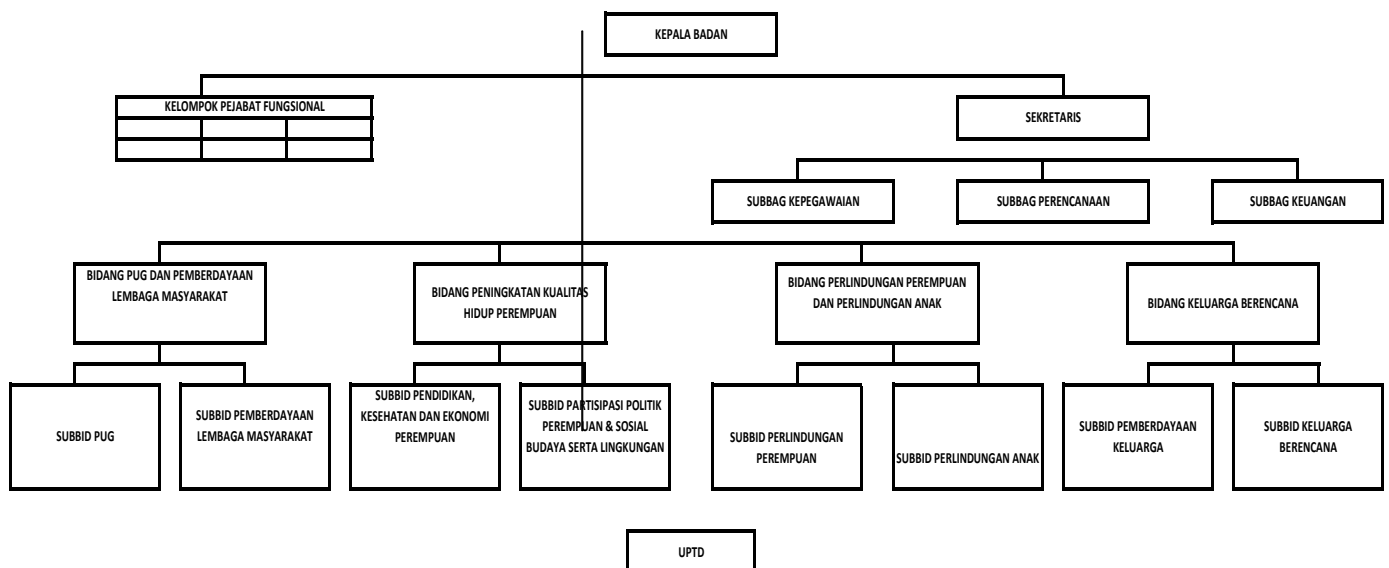 KEPALA BADAN
KELOMPOK PEJABAT FUNGSIONAL
SEKRETARIS
SUBBAG KEPEGAWAIAN
SUBBAG PERENCANAAN
SUBBAG KEUANGAN
BIDANG PUG DAN PEMBERDAYAAN
LEMBAGA MASYARAKAT
BIDANG PENINGKATAN KUALITAS
HIDUP PEREMPUAN
BIDANG PERLINDUNGAN PEREMPUAN
DAN PERLINDUNGAN ANAK
BIDANG KELUARGA BERENCANA
SUBBID PUG
SUBBID PEMBERDAYAAN
LEMBAGA MASYARAKAT
SUBBID PENDIDIKAN,
KESEHATAN DAN EKONOMI
PEREMPUAN
SUBBID PARTISIPASI POLITIK
PEREMPUAN & SOSIAL
BUDAYA SERTA LINGKUNGAN
SUBBID PERLINDUNGAN
PEREMPUAN
SUBBID PERLINDUNGAN ANAK
SUBBID PEMBERDAYAAN
KELUARGA
SUBBID KELUARGA
BERENCANA
UPTD